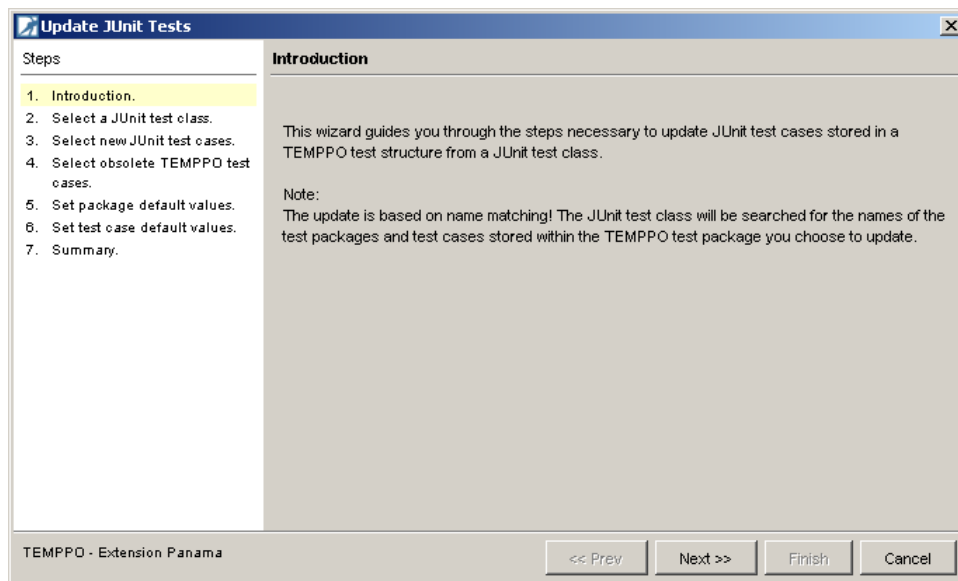 Update JUnit Tests
Steps
1. Introduction.
2. Select a JUnit test class.
3. Select new JUnit test cases.
4. Select obsolete TEMPPO test
cases.
5. Set package default values.
6. Set test case default values.
7. Summary.
Introduction
This wizard guides you through the steps necessary to update JUnit test cases stored in a
TEMPPO test structure from a JUnit test class.
Note:
The update is based on name matching! The JUnit test class will be searched for the names of the
test packages and test cases stored within the TEMPPO test package you choose to update.
TEMPPO - Extension Panama
<< Prev
Next >>
Finish
Cancel